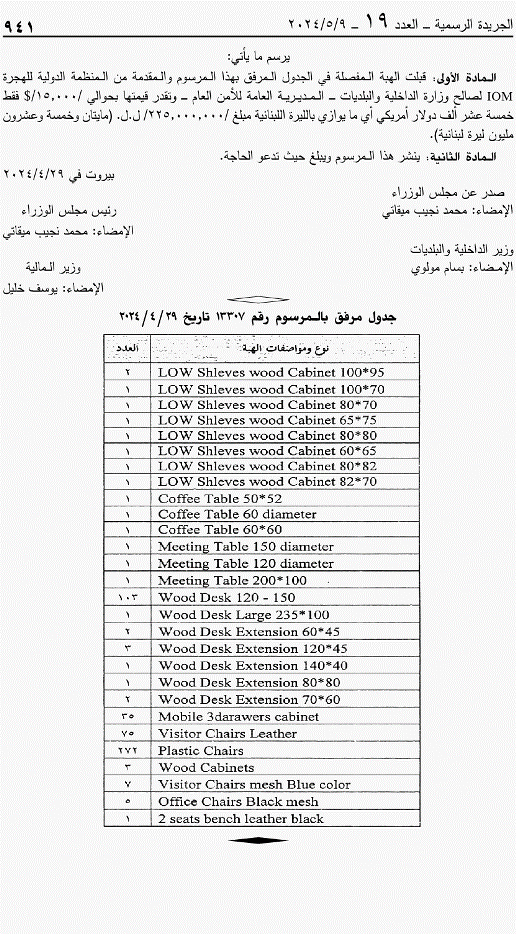 الجريدة الرسمية ــ العدد ١٩ ــ ٢٠٢٤/٥/٩
٩٤١
يرسم ما يأتي:
المادة الأولى: قبلت الهبة المفصلة في الجدول المرفق بهذا المرسوم والمقدمة من المنظمة الدولية للهجرة
IOM لصالح وزارة الداخلية والبلديات ــ المديرية العامة للأمن العام ــ وتقدر قيمتها بحوالي /١٥,٠٠٠/$ فقط
خمسة عشر ألف دولار أمريكي أي ما يوازي بالليرة اللبنانية مبلغ /٢٢٥,٠٠٠,٠٠٠/ ل.ل. (مايتان وخمسة وعشرون
مليون ليرة لبنانية).
المادة الثانية: ينشر هذا المرسوم ويبلغ حيث تدعو الحاجة.
بيروت في ٢٠٢٤/٤/٢٩
صدر عن مجلس الوزراء
رئيس مجلس الوزراء
الإمضاء: محمد نجيب ميقاتي
الإمضاء: محمد نجيب ميقاتي
وزير الداخلية والبلديات
وزير المالية
الإمضاء: بسام مولوي
الإمضاء: يوسف خليل
جدول مرفق بالمرسوم رقم ١٣٣٠٧ تاريخ ٢٠٢٤/٤/٢٩
العدد نوع ومواصفات الهبة
٢ LOW Shleves wood Cabinet 100*95
١ LOW Shleves wood Cabinet 100*70
١ LOW Shleves wood Cabinet 80*70
١ LOW Shleves wood Cabinet 65*75
١ LOW Shleves wood Cabinet 80*80
١ LOW Shleves wood Cabinet 60*65
١ LOW Shleves wood Cabinet 80*82
١ LOW Shleves wood Cabinet 82*70
١ Coffee Table 50*52
١ Coffee Table 60 diameter
١ Coffee Table 60*60
١ Meeting Table 150 diameter
١ Meeting Table 120 diameter
١ Meeting Table 200*100
١٠٣ Wood Desk 120 - 150
١ Wood Desk Large 235*100
٢ Wood Desk Extension 60*45
٣ Wood Desk Extension 120*45
١ Wood Desk Extension 140*40
١ Wood Desk Extension 80*80
٢ Wood Desk Extension 70*60
٣٥ Mobile 3darawers cabinet
٧٥ Visitor Chairs Leather
٢٧٢ Plastic Chairs
٣ Wood Cabinets
٧ Visitor Chairs mesh Blue color
٥ Office Chairs Black mesh
١ 2 seats bench leather black